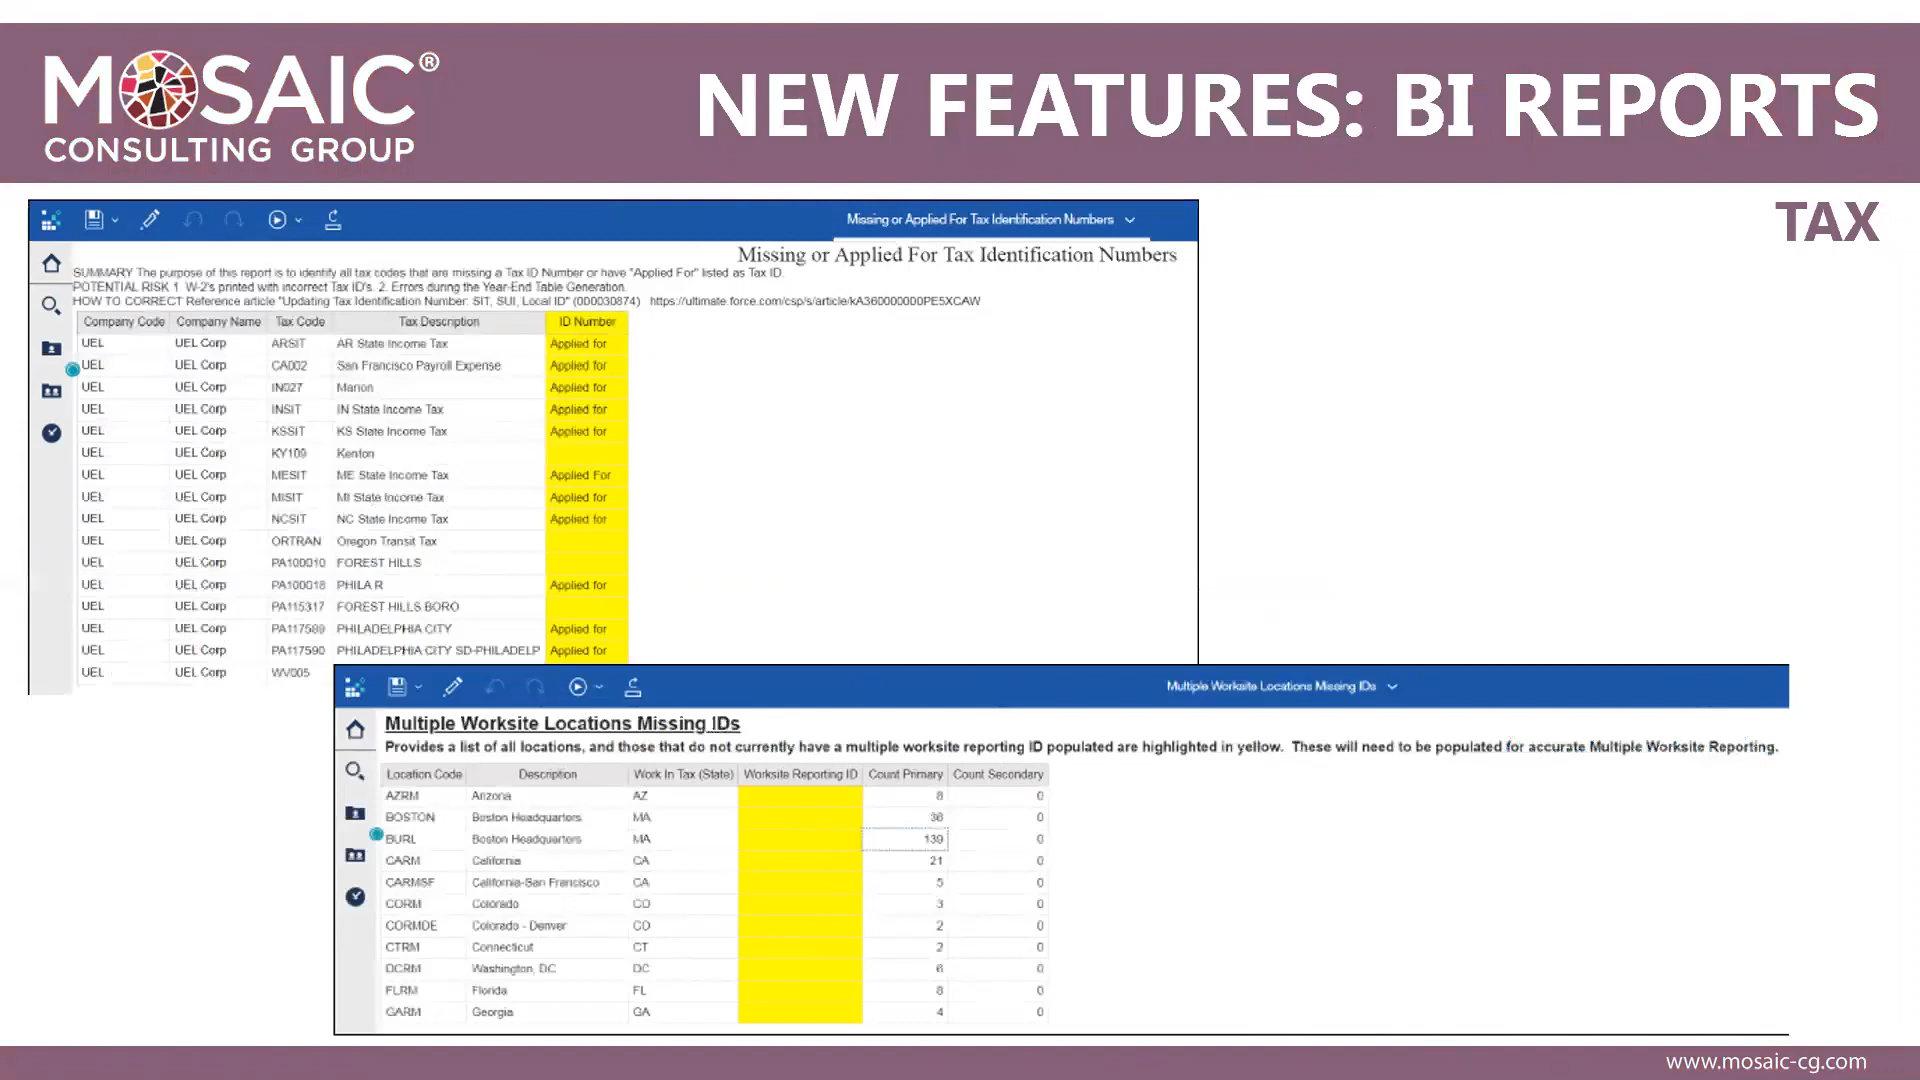 MOSAIC®
CONSULTING GROUP
NEW FEATURES: BI REPORTS
TAX
Missing or Applied For Tax Identification Numbers
Missing or Applied For Tax Identification Numbers
SUMMARY The purpose of this report is to identify all tax codes that are missing a Tax ID Number or have "Applied For" listed as Tax ID.
POTENTIAL RISK 1. W-2's printed with incorrect Tax ID's. 2. Errors during the Year-End Table Generation.
HOW TO CORRECT Reference article "Updating Tax Identification Number: SIT, SUI, Local ID" (000030874) https://ultimate.force.com/csp/s/article/kA360000000PE5XCAW
Company Code Company Name Tax Code Tax Description ID Number
UEL UEL Corp ARSIT AR State Income Tax Applied for
UEL UEL Corp CA002 San Francisco Payroll Expense Applied for
UEL UEL Corp IN027 Marion Applied for
UEL UEL Corp INSIT IN State Income Tax Applied for
UEL UEL Corp KSSIT KS State Income Tax Applied for
UEL UEL Corp KY109 Kenton
UEL UEL Corp MESIT ME State Income Tax Applied For
UEL UEL Corp MISIT MI State Income Tax Applied for
UEL UEL Corp NCSIT NC State Income Tax Applied for
UEL UEL Corp ORTRAN Oregon Transit Tax
UEL UEL Corp PA100010 FOREST HILLS
UEL UEL Corp PA100018 PHILA R Applied for
UEL UEL Corp PA115317 FOREST HILLS BORO
UEL UEL Corp PA117589 PHILADELPHIA CITY Applied for
UEL UEL Corp PA117590 PHILADELPHIA CITY SD-PHILADELP Applied for
UEL UEL Corp WV005
Multiple Worksite Locations Missing IDs
Multiple Worksite Locations Missing IDs
Provides a list of all locations, and those that do not currently have a multiple worksite reporting ID populated are highlighted in yellow. These will need to be populated for accurate Multiple Worksite Reporting.
Location Code Description Work In Tax (State) Worksite Reporting ID Count Primary Count Secondary
AZRM Arizona AZ 8 0
BOSTON Boston Headquarters MA 36 0
BURL Boston Headquarters MA 139 0
CARM California CA 21 0
CARMSF California-San Francisco CA 5 0
CORM Colorado CO 3 0
CORMDE Colorado - Denver CO 2 0
CTRM Connecticut CT 2 0
DCRM Washington, DC DC 6 0
FLRM Florida FL 8 0
GARM Georgia GA 4 0
www.mosaic-cg.com